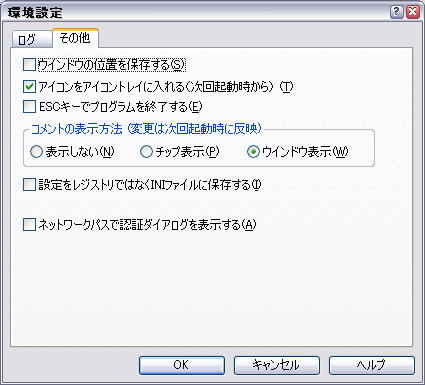 環境設定
ログ その他
ウインドウの位置を保存する(S)
アイコンをアイコントレイに入れる(次回起動時から) (T)
ESCキーでプログラムを終了する(E)
コメントの表示方法 (変更は次回起動時に反映)
表示しない(N) チップ表示(P) ウインドウ表示(W)
設定をレジストリではなくINIファイルに保存する(I)
ネットワークパスで認証ダイアログを表示する(A)
OK キャンセル ヘルプ